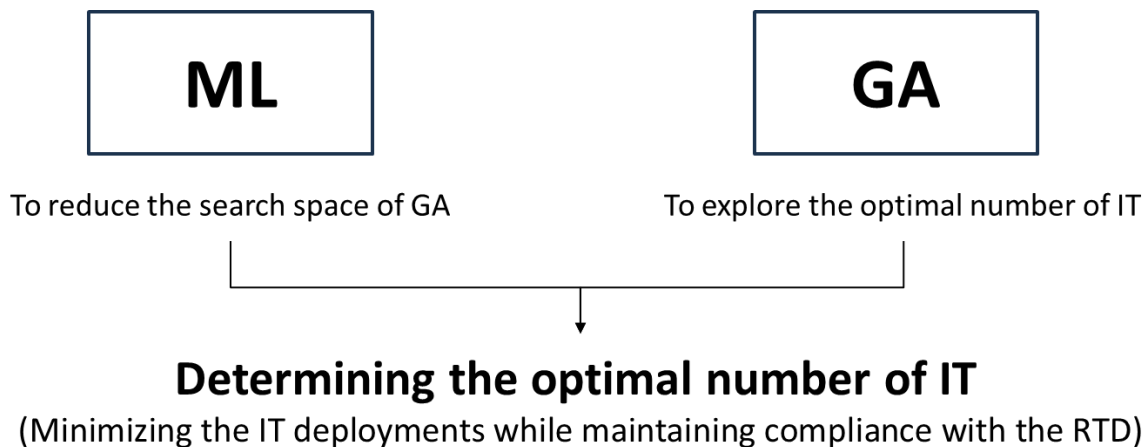 ML
GA
To reduce the search space of GA
To explore the optimal number of IT
Determining the optimal number of IT
(Minimizing the IT deployments while maintaining compliance with the RTD)